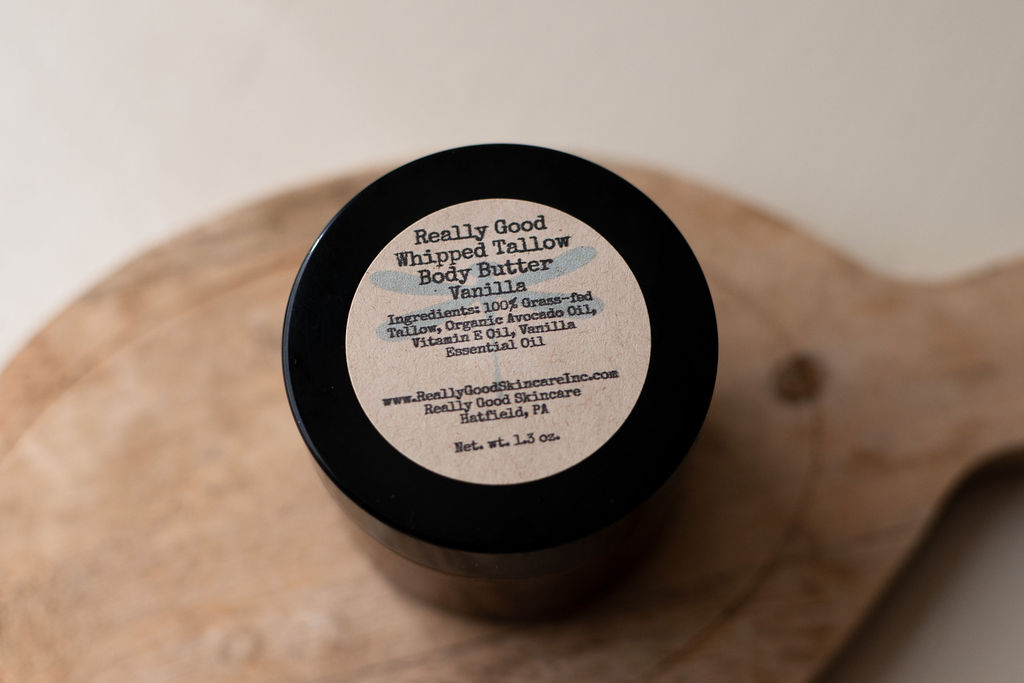 Really Good
Whipped Tallow
Body Butter
Vanilla
Ingredients: 100% Grass-fed
Tallow, Organic Avocado Oil,
Vitamin E Oil, Vanilla
Essential Oil
www.ReallyGoodSkincareInc.com
Really Good Skincare
Hatfield, PA
Net. wt. 1.3 oz.